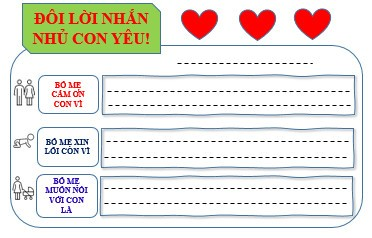 ĐÔI LỜI NHẮN
NHỦ CON YÊU!
BỐ MẸ
CẢM ƠN
CON VÌ
BỐ MẸ XIN
LỖI CON VÌ
BỐ MẸ
MUỐN NÓI
VỚI CON
LÀ